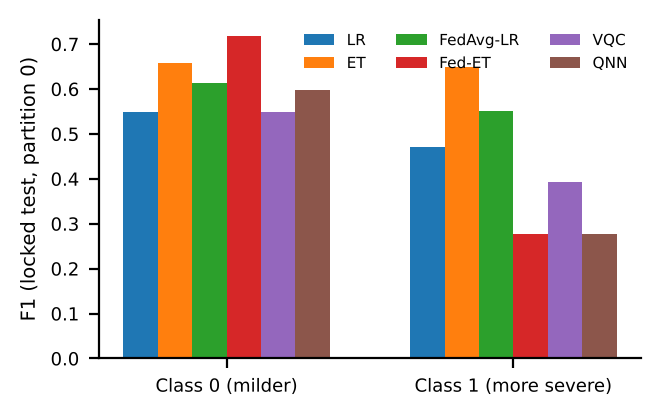 LR
ET
FedAvg-LR
Fed-ET
VQC
QNN
F1 (locked test, partition 0)
0.7
0.6
0.5
0.4
0.3
0.2
0.1
0.0
Class 0 (milder)
Class 1 (more severe)